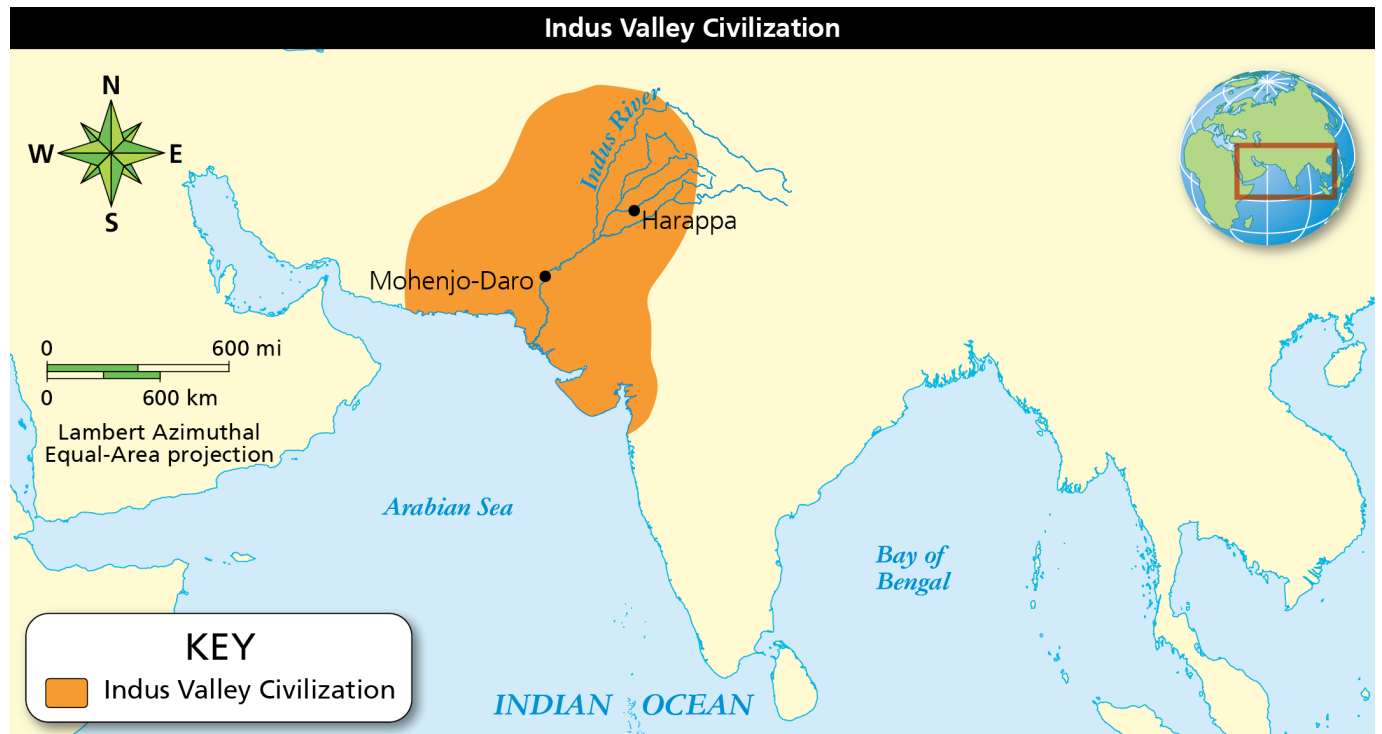 Indus Valley Civilization
N
W
E
S
Indus River
Harappa
Mohenjo-Daro
0
600 mi
0
600 km
Lambert Azimuthal
Equal-Area projection
Arabian Sea
Bay of
Bengal
KEY
Indus Valley Civilization
INDIAN OCEAN